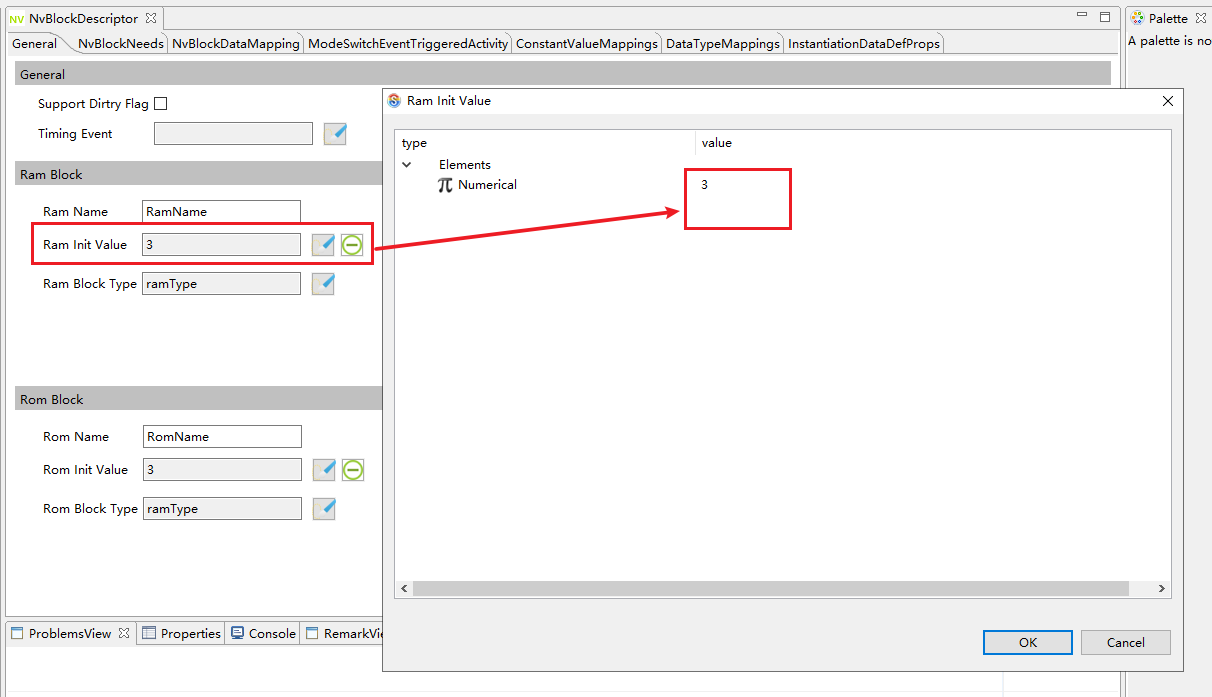 NV NvBlockDescriptor
Palette
General NvBlockNeeds NvBlockDataMapping ModeSwitchEventTriggeredActivity ConstantValueMappings DataTypeMappings InstantiationDataDefProps
A palette is no
General
Support Dirtry Flag
Timing Event
Ram Block
Ram Name RamName
Ram Init Value 3
Ram Block Type ramType
Rom Block
Rom Name RomName
Rom Init Value 3
Rom Block Type ramType
Ram Init Value
type value
Elements
Numerical 3
OK Cancel
ProblemsView Properties Console RemarkVie